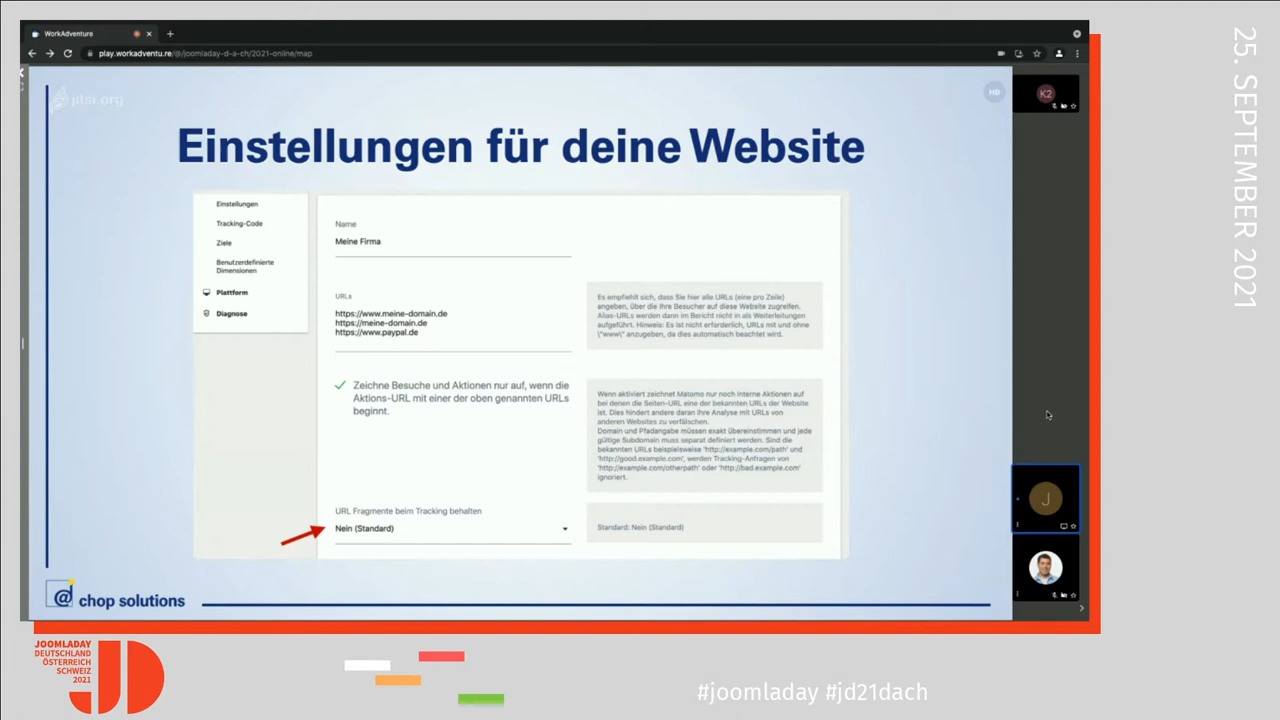 WorkAdventure
play.workadventu.re/@/joomladay-d-a-ch/2021-online/map
jitsi.org
HD
K2
Einstellungen für deine Website
Einstellungen
Tracking-Code
Ziele
Benutzerdefinierte
Dimensionen
Plattform
Diagnose
Name
Meine Firma
URLs
https://www.meine-domain.de
https://meine-domain.de
https://www.paypal.de
Es empfiehlt sich, dass Sie hier alle URLs (eine pro Zeile)
angeben, über die Ihre Besucher auf diese Website zugreifen.
Alias-URLs werden dann im Bericht nicht in als Weiterleitungen
aufgeführt. Hinweis: Es ist nicht erforderlich, URLs mit und ohne
\"www\" anzugeben, da dies automatisch beachtet wird.
Zeichne Besuche und Aktionen nur auf, wenn die
Aktions-URL mit einer der oben genannten URLs
beginnt.
Wenn aktiviert zeichnet Matomo nur noch interne Aktionen auf
bei denen die Seiten-URL eine der bekannten URLs der Website
ist. Dies hindert andere daran Ihre Analyse mit URLs von
anderen Websites zu verfälschen.
Domain und Pfadangabe müssen exakt übereinstimmen und jede
gültige Subdomain muss separat definiert werden. Sind die
bekannten URLs beispielsweise 'http://example.com/path' und
'http://good.example.com', werden Tracking-Anfragen von
'http://example.com/otherpath' oder 'http://bad.example.com'
ignoriert.
URL Fragmente beim Tracking behalten
Nein (Standard)
Standard: Nein (Standard)
J
@ chop solutions
25. SEPTEMBER 2021
JOOMLADAY
DEUTSCHLAND
ÖSTERREICH
SCHWEIZ
2021
JD
#joomladay #jd21dach